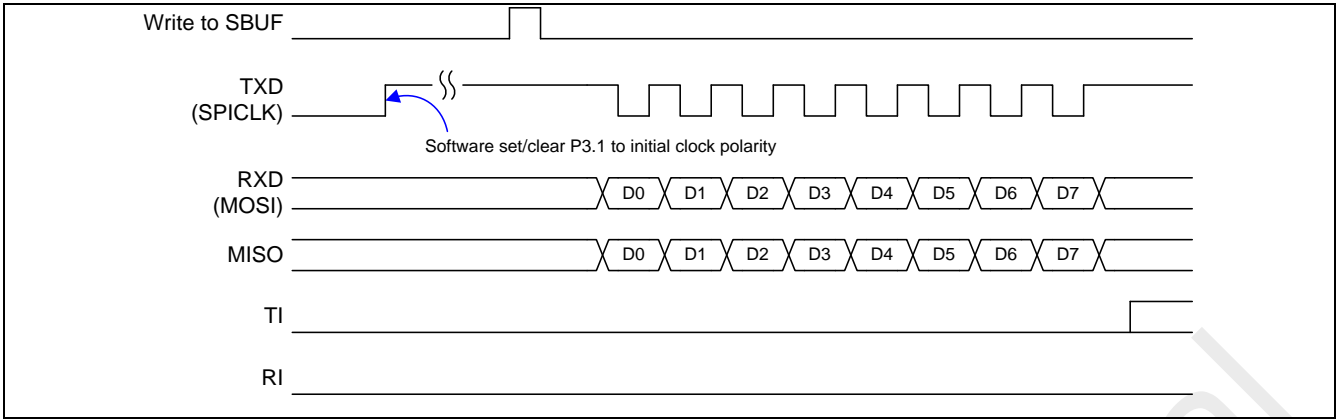 Write to SBUF
TXD
(SPICLK)
Software set/clear P3.1 to initial clock polarity
RXD
(MOSI)
D0 D1 D2 D3 D4 D5 D6 D7
MISO
D0 D1 D2 D3 D4 D5 D6 D7
TI
RI